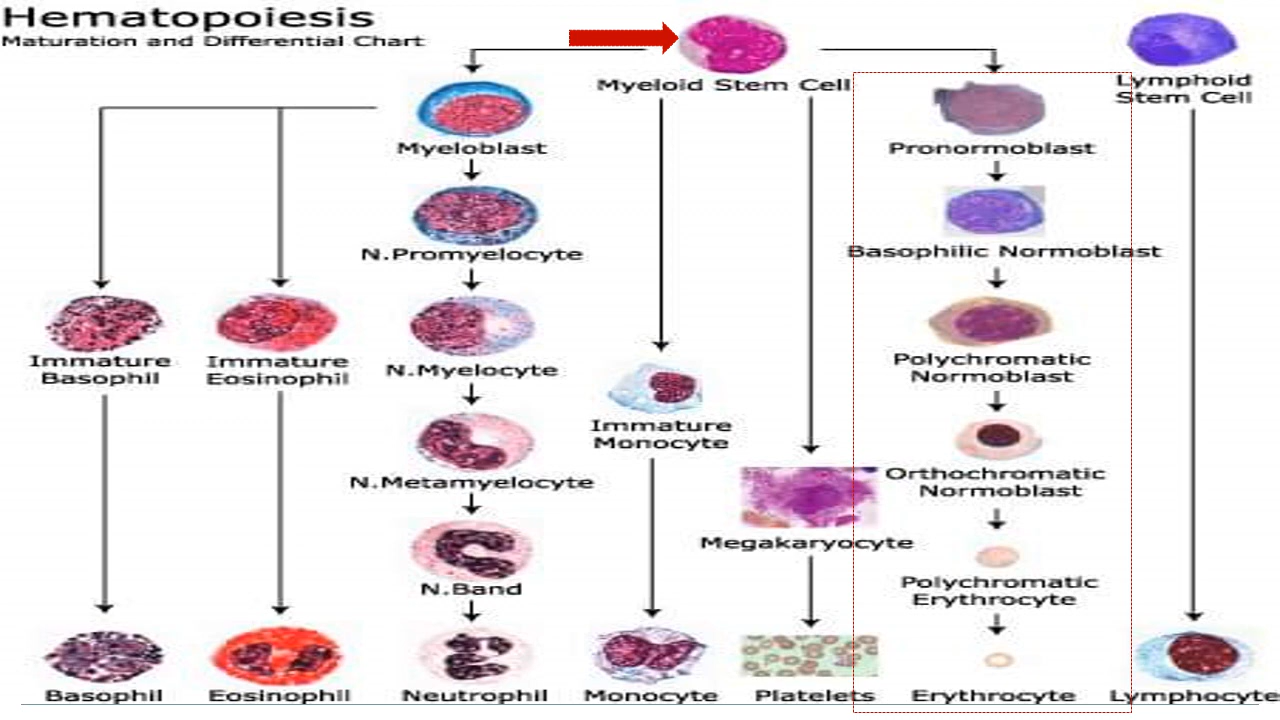 Hematopoiesis
Maturation and Differential Chart
Myeloid Stem Cell
Lymphoid
Stem Cell
Myeloblast
Pronormoblast
N.Promyelocyte
Basophilic Normoblast
Immature
Basophil
Immature
Eosinophil
N.Myelocyte
Polychromatic
Normoblast
Immature
Monocyte
N.Metamyelocyte
Orthochromatic
Normoblast
Megakaryocyte
N.Band
Polychromatic
Erythrocyte
Basophil
Eosinophil
Neutrophil
Monocyte
Platelets
Erythrocyte
Lymphocyte